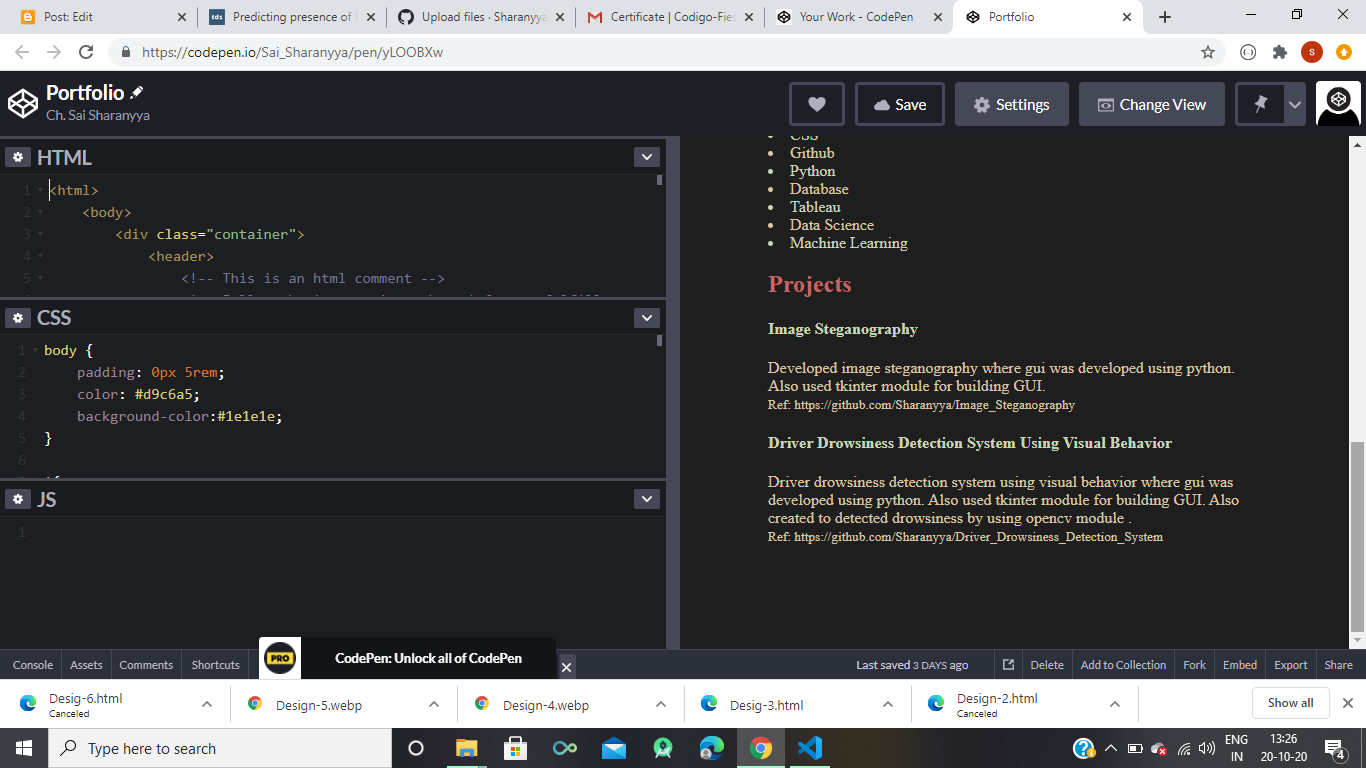 Post: Edit
Predicting presence of
Upload files · Sharanyya
Certificate | Codigo-Fies
Your Work - CodePen
Portfolio
https://codepen.io/Sai_Sharanyya/pen/yLOOBXw
S
Portfolio
Ch. Sai Sharanyya
Save
Settings
Change View
HTML
1 <html>
2 <body>
3 <div class="container">
4 <header>
5 <!-- This is an html comment -->
CSS
1 body {
2 padding: 0px 5rem;
3 color: #d9c6a5;
4 background-color:#1e1e1e;
5 }
6
JS
1
CSS
Github
Python
Database
Tableau
Data Science
Machine Learning
Projects
Image Steganography
Developed image steganography where gui was developed using python.
Also used tkinter module for building GUI.
Ref: https://github.com/Sharanyya/Image_Steganography
Driver Drowsiness Detection System Using Visual Behavior
Driver drowsiness detection system using visual behavior where gui was
developed using python. Also used tkinter module for building GUI. Also
created to detected drowsiness by using opencv module .
Ref: https://github.com/Sharanyya/Driver_Drowsiness_Detection_System
Console
Assets
Comments
Shortcuts
PRO
CodePen: Unlock all of CodePen
Last saved 3 DAYS ago
Delete
Add to Collection
Fork
Embed
Export
Share
Desig-6.html
Canceled
Design-5.webp
Design-4.webp
Desig-3.html
Design-2.html
Canceled
Show all
Type here to search
ENG
IN
13:26
20-10-20
4